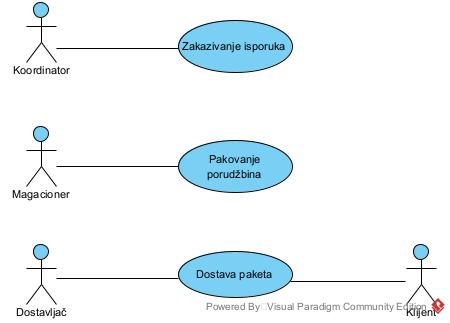 Koordinator
Zakazivanje isporuka
Magacioner
Pakovanje
porudžbina
Dostavljač
Dostava paketa
Klijent
Powered By Visual Paradigm Community Edition